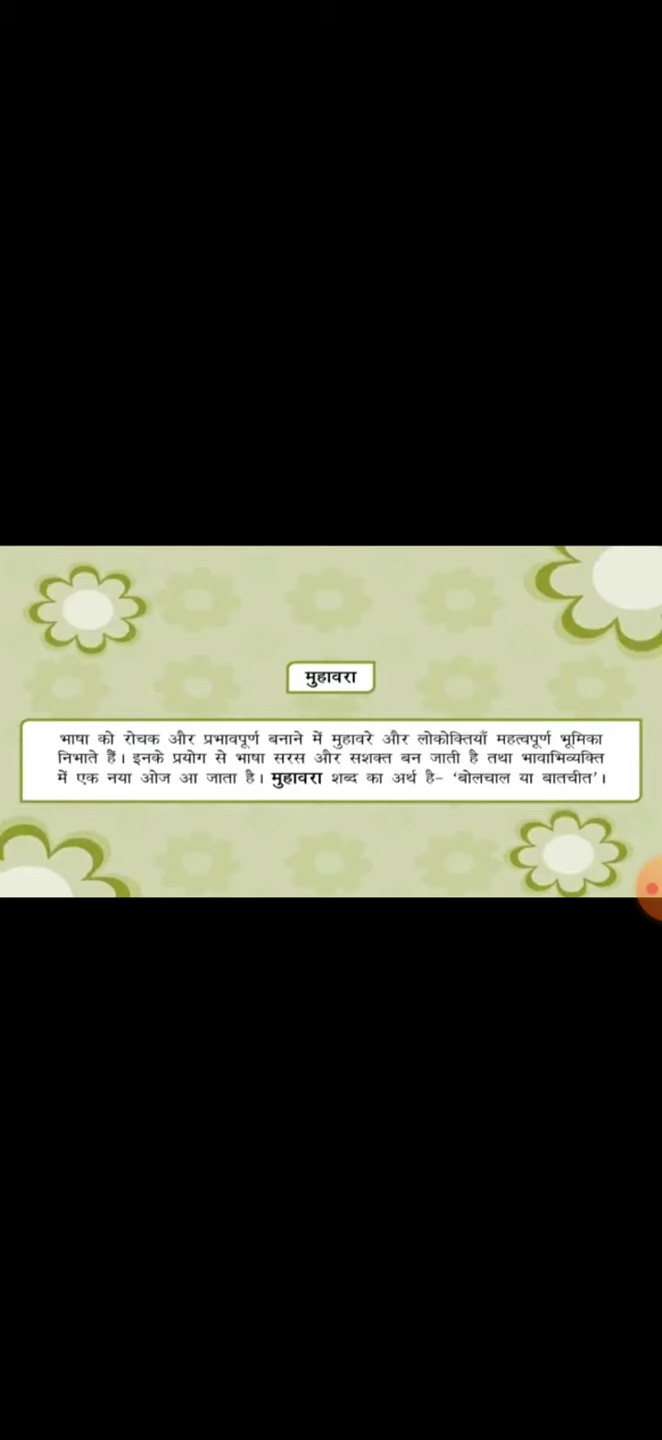 मुहावरा
भाषा को रोचक और प्रभावपूर्ण बनाने में मुहावरे और लोकोक्तियाँ महत्वपूर्ण भूमिका
निभाते हैं। इनके प्रयोग से भाषा सरस और सशक्त बन जाती है तथा भावाभिव्यक्ति
में एक नया ओज आ जाता है। मुहावरा शब्द का अर्थ है- ‘बोलचाल या बातचीत’।